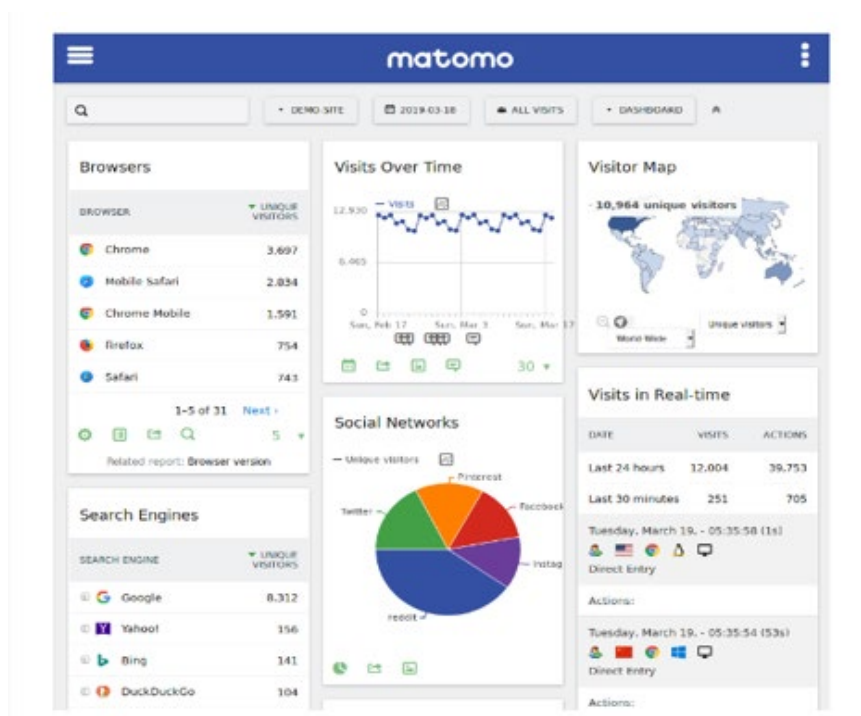 matomo
DEMO SITE
2019-03-18
ALL VISITS
DASHBOARD
Browsers
BROWSER UNIQUE VISITORS
Chrome 3,697
Mobile Safari 2,834
Chrome Mobile 1,591
Firefox 754
Safari 743
1-5 of 31 Next ›
5
Related report: Browser version
Search Engines
SEARCH ENGINE UNIQUE VISITORS
Google 8,312
Yahoo! 156
Bing 141
DuckDuckGo 104
Visits Over Time
Visits
12,930
6,465
0
Sun, Feb 17 Sun, Mar 3 Sun, Mar 17
30
Social Networks
Unique visitors
Pinterest
Twitter
Facebook
Instag
reddit
Visitor Map
10,964 unique visitors
Unique visitors
World Wide
Visits in Real-time
DATE VISITS ACTIONS
Last 24 hours 12,004 39,753
Last 30 minutes 251 705
Tuesday, March 19, - 05:35:58 (1s)
Direct Entry
Actions:
Tuesday, March 19, - 05:35:54 (53s)
Direct Entry
Actions: